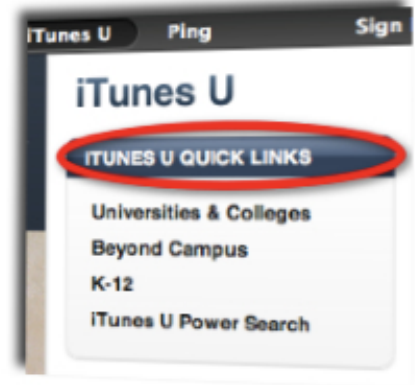 iTunes U Ping Sign
iTunes U
ITUNES U QUICK LINKS
Universities & Colleges
Beyond Campus
K-12
iTunes U Power Search